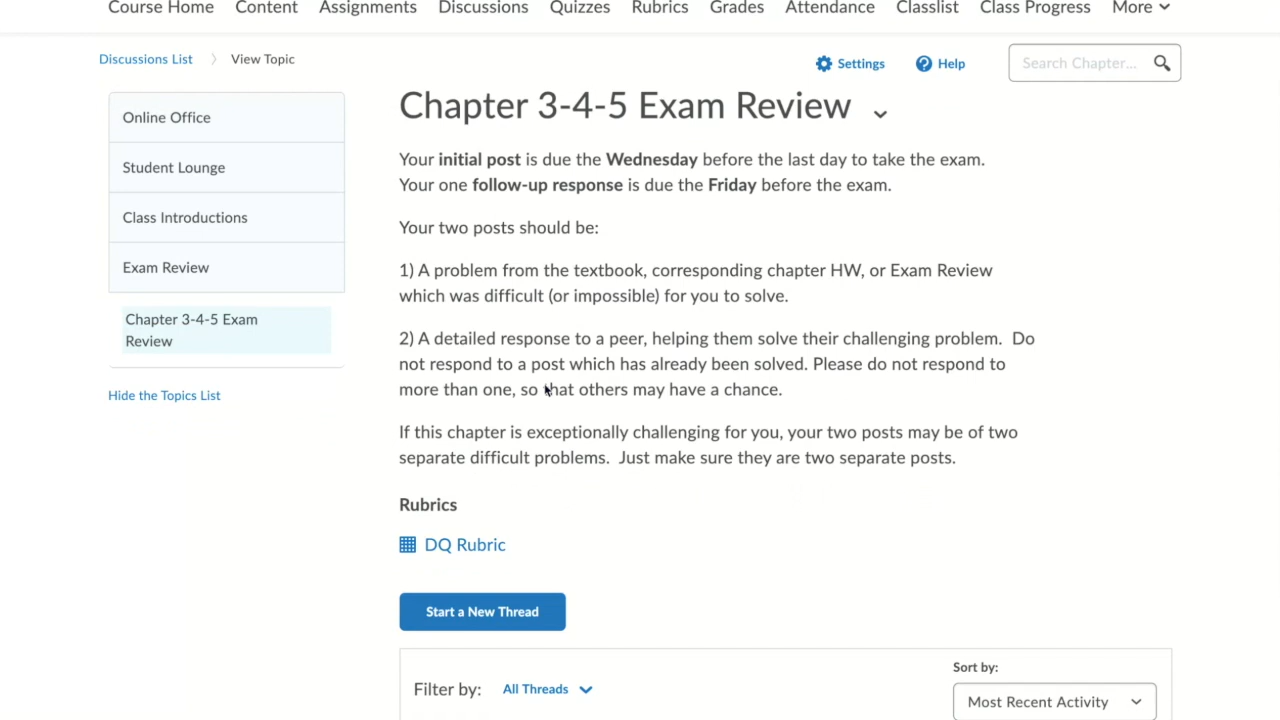 Course Home Content Assignments Discussions Quizzes Rubrics Grades Attendance Classlist Class Progress More
Discussions List View Topic
Settings Help Search Chapter...
Online Office
Student Lounge
Class Introductions
Exam Review
Chapter 3-4-5 Exam
Review
Hide the Topics List
Chapter 3-4-5 Exam Review
Your initial post is due the Wednesday before the last day to take the exam.
Your one follow-up response is due the Friday before the exam.
Your two posts should be:
1) A problem from the textbook, corresponding chapter HW, or Exam Review
which was difficult (or impossible) for you to solve.
2) A detailed response to a peer, helping them solve their challenging problem. Do
not respond to a post which has already been solved. Please do not respond to
more than one, so that others may have a chance.
If this chapter is exceptionally challenging for you, your two posts may be of two
separate difficult problems. Just make sure they are two separate posts.
Rubrics
DQ Rubric
Start a New Thread
Filter by: All Threads
Sort by:
Most Recent Activity